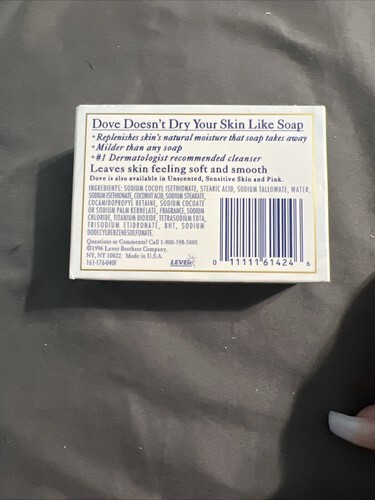 Dove Doesn't Dry Your Skin Like Soap
• Replenishes skin's natural moisture that soap takes away
• Milder than any soap
• #1 Dermatologist recommended cleanser
Leaves skin feeling soft and smooth
Dove is also available in Unscented, Sensitive Skin and Pink.
INGREDIENTS: SODIUM COCOYL ISETHIONATE, STEARIC ACID, SODIUM TALLOWATE, WATER,
SODIUM ISETHIONATE, COCONUT ACID, SODIUM STEARATE,
COCAMIDOPROPYL BETAINE, SODIUM COCOATE
OR SODIUM PALM KERNELATE, FRAGRANCE, SODIUM
CHLORIDE, TITANIUM DIOXIDE, TETRASODIUM EDTA,
TRISODIUM ETIDRONATE, BHT, SODIUM
DODECYLBENZENESULFONATE.
Questions or Comments? Call 1-800-598-5005
©1996 Lever Brothers Company,
NY, NY 10022 Made in U.S.A.
161-176-040F
LEVER
0 11111 61424 6